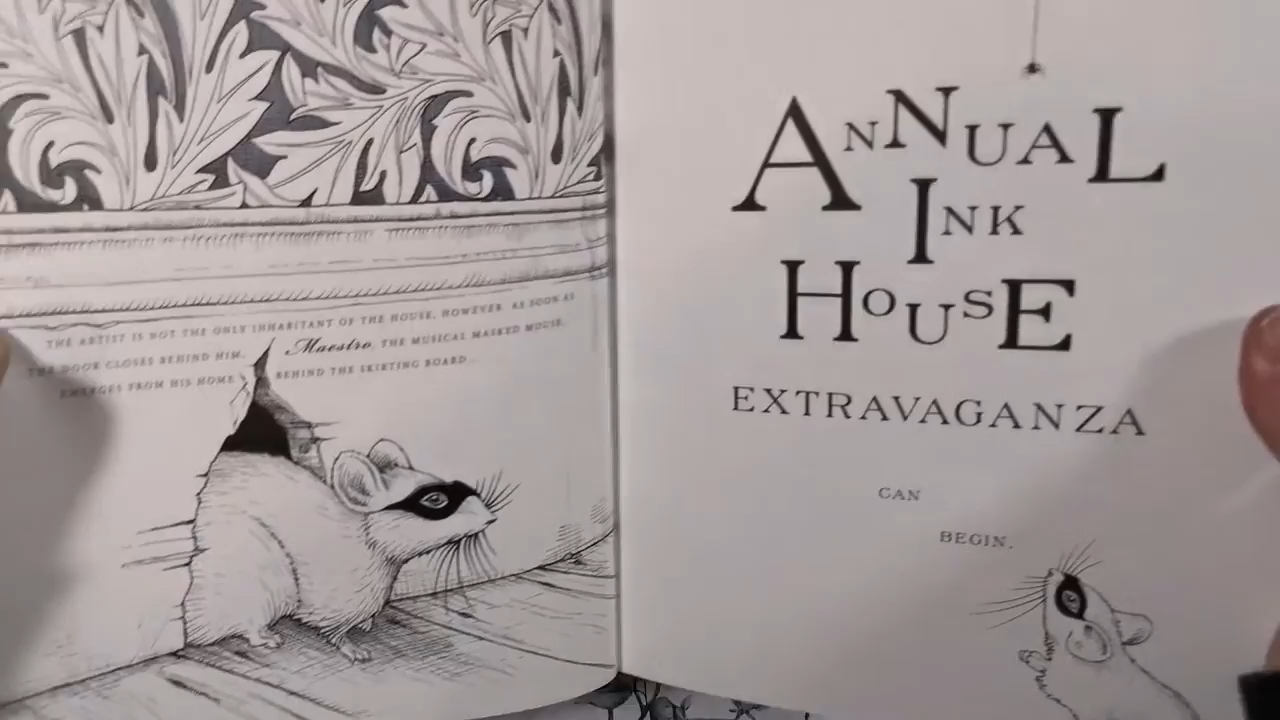 THE ARTIST IS NOT THE ONLY INHABITANT OF THE HOUSE, HOWEVER. AS SOON AS
THE DOOR CLOSES BEHIND HIM, Maestro, THE MUSICAL MASKED MOUSE,
EMERGES FROM HIS HOME BEHIND THE SKIRTING BOARD...
ANNUAL
INK
HOUSE
EXTRAVAGANZA
CAN
BEGIN.